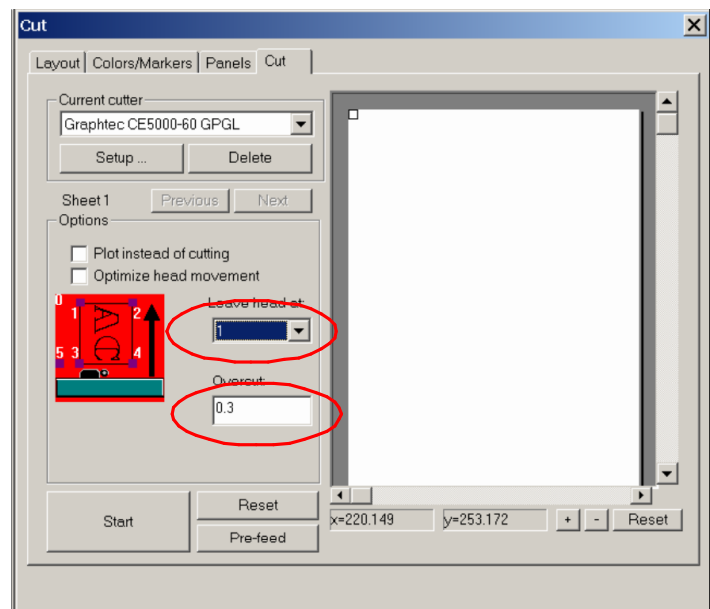 Cut
Layout Colors/Markers Panels Cut
Current cutter
Graphtec CE5000-60 GPGL
Setup ... Delete
Sheet 1 Previous Next
Options
Plot instead of cutting
Optimize head movement
Leave head at:
0
1 2
AC
5 3 4
1
Overcut:
0.3
Start
Reset
Pre-feed
x=220.149 y=253.172 + - Reset